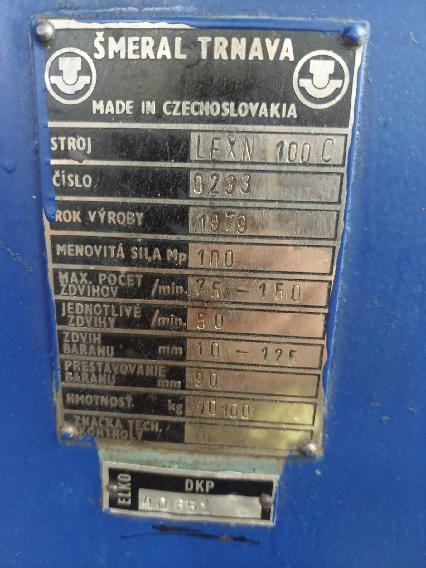 ŠMERAL TRNAVA
MADE IN CZECHOSLOVAKIA
STROJ LEXN 100 C
ČÍSLO 0233
ROK VÝROBY 1979
MENOVITÁ SILA Mp 100
MAX. POČET
ZDVIHOV /min. 75 - 150
JEDNOTLIVÉ
ZDVIHY /min. 50
ZDVIH
BARANU mm 10 - 125
PRESTAVOVANIE
BARANU mm 90
HMOTNOSŤ kg 10100
ZNAČKA TECH.
KONTROLY
ELKO
DKP